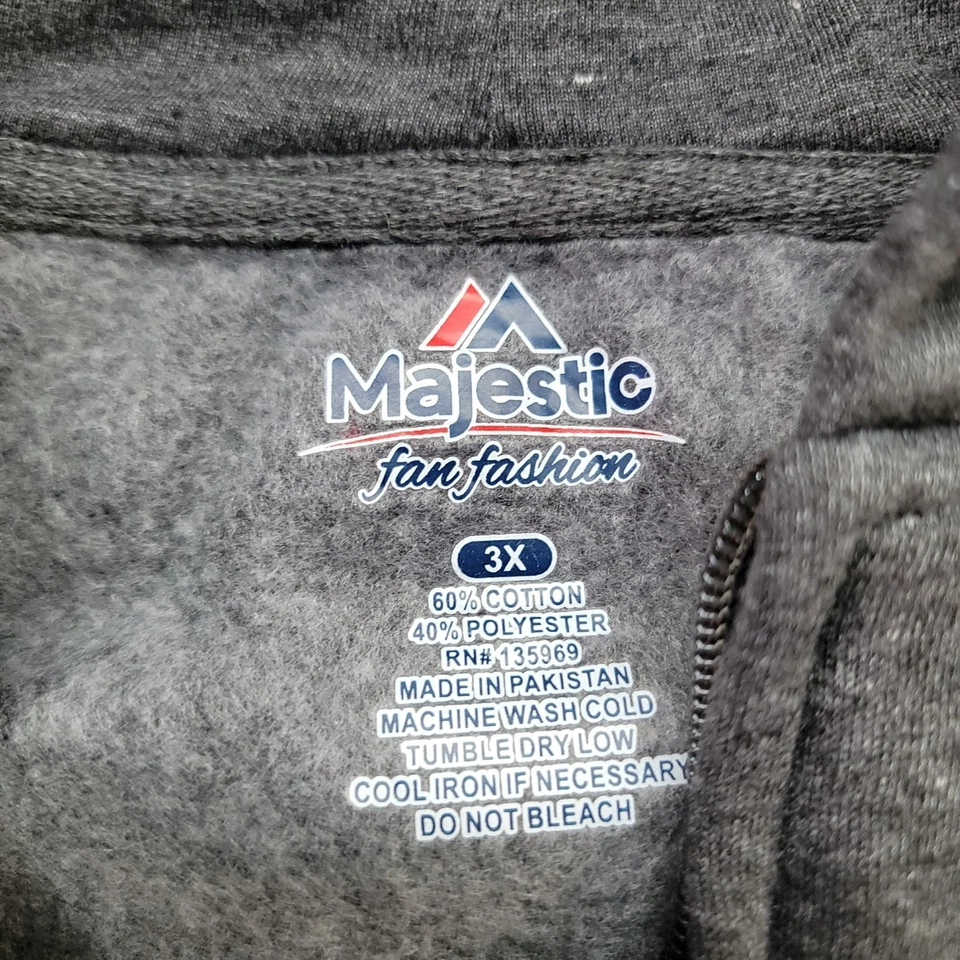 Majestic
fan fashion
3X
60% COTTON
40% POLYESTER
RN# 135969
MADE IN PAKISTAN
MACHINE WASH COLD
TUMBLE DRY LOW
COOL IRON IF NECESSARY
DO NOT BLEACH